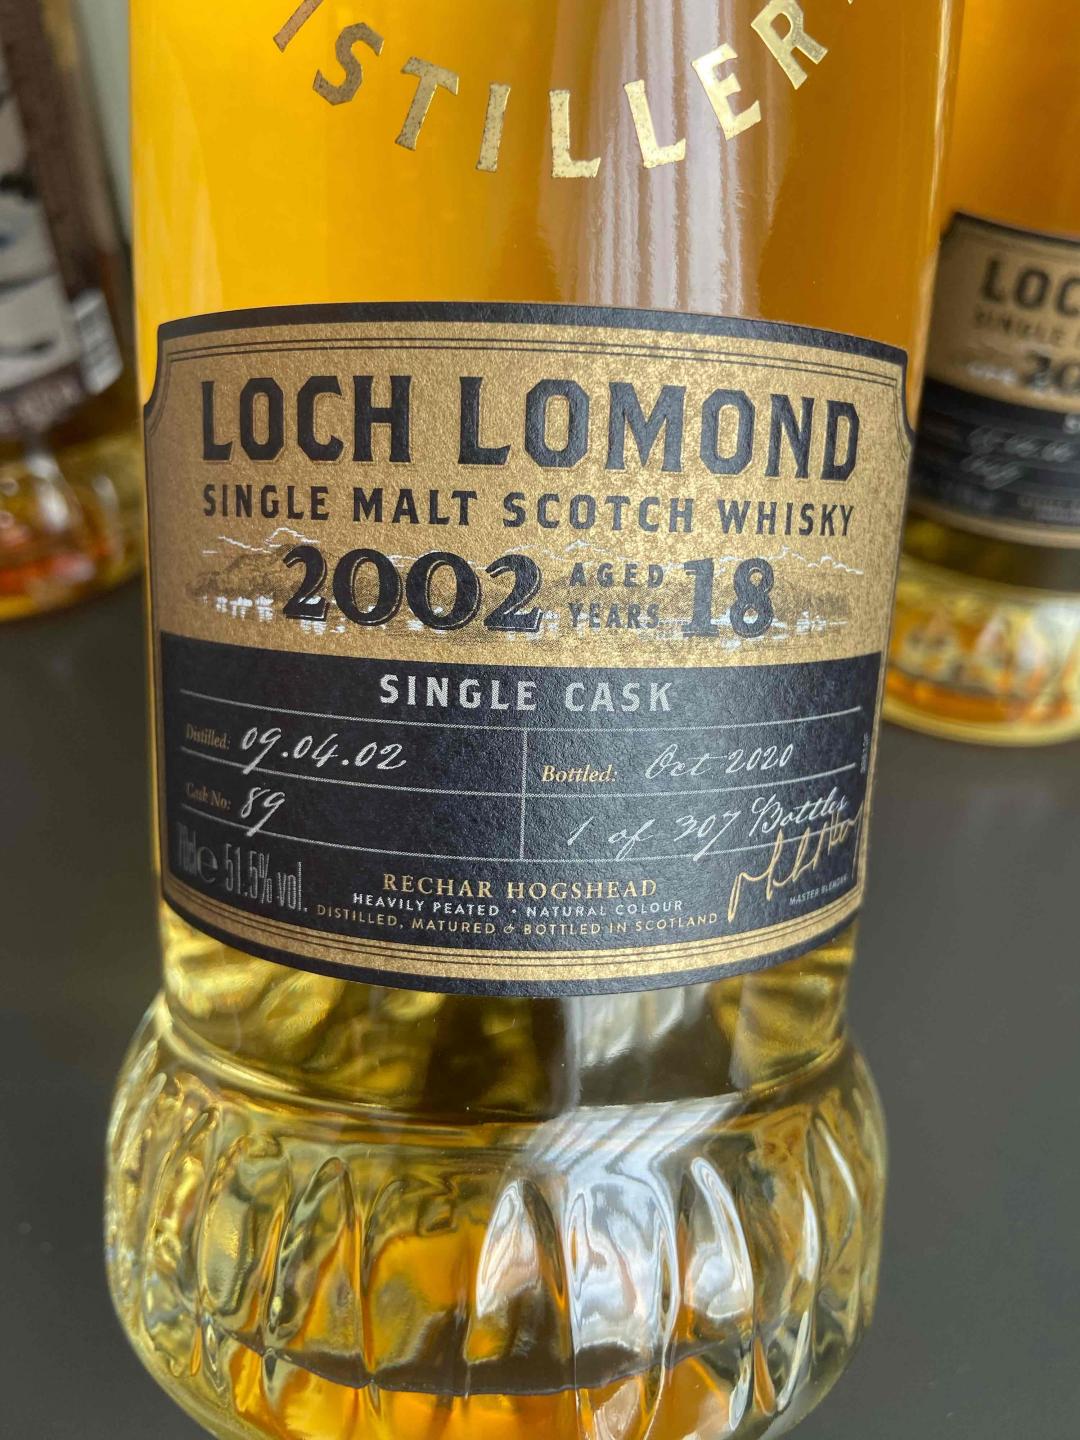 ISTILLER
LOCH LOMOND
SINGLE MALT SCOTCH WHISKY
2002 AGED YEARS 18
SINGLE CASK
Distilled: 09.04.02
Bottled: Oct 2020
Cask No: 89
1 of 307 Bottles
70cl e 51.5% vol.
RECHAR HOGSHEAD
HEAVILY PEATED • NATURAL COLOUR
DISTILLED, MATURED & BOTTLED IN SCOTLAND
MASTER BLENDER
LOC
SINGLE
20